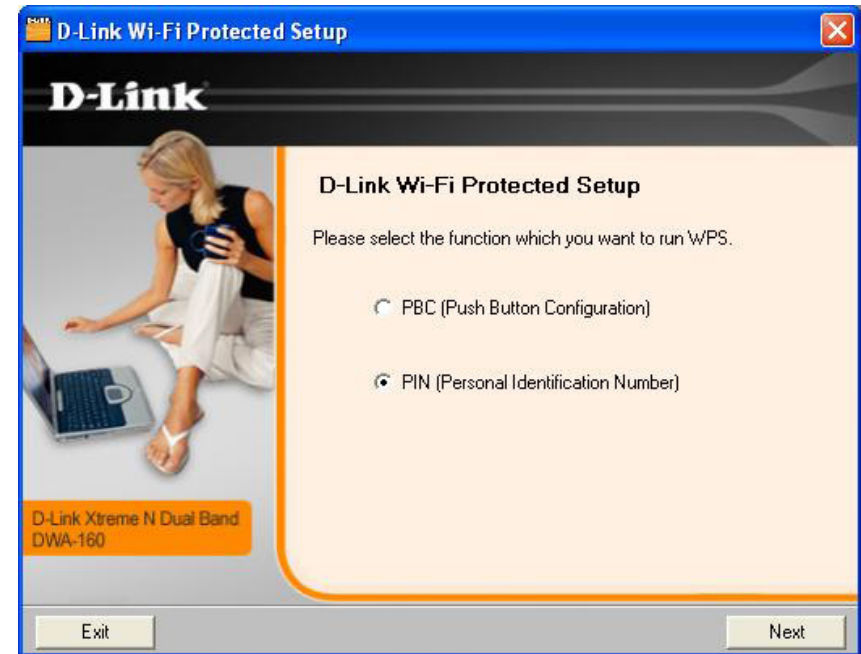 D-Link Wi-Fi Protected Setup
D-Link
D-Link Wi-Fi Protected Setup
Please select the function which you want to run WPS.
PBC (Push Button Configuration)
PIN (Personal Identification Number)
D-Link Xtreme N Dual Band
DWA-160
Exit
Next